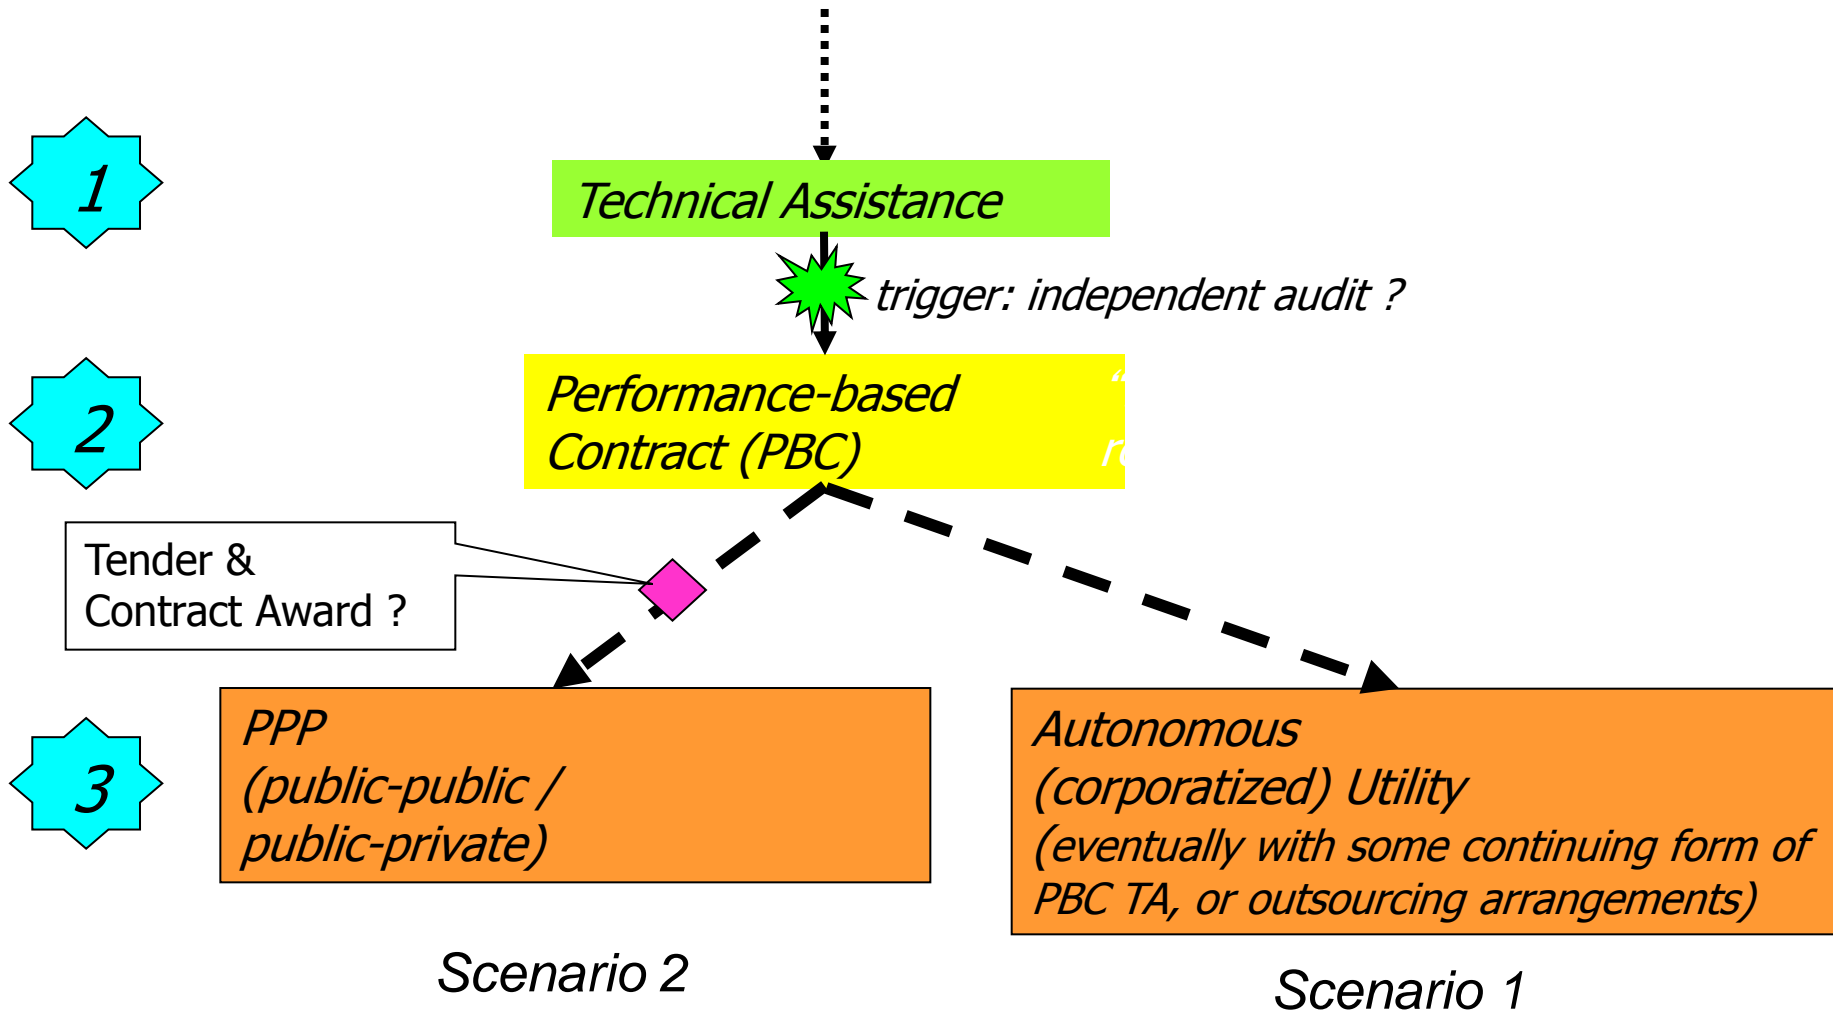 1
Technical Assistance
trigger: independent audit ?
2
Performance-based
Contract (PBC)
Tender &
Contract Award ?
3
PPP
(public-public /
public-private)
Autonomous
(corporatized) Utility
(eventually with some continuing form of
PBC TA, or outsourcing arrangements)
Scenario 2
Scenario 1